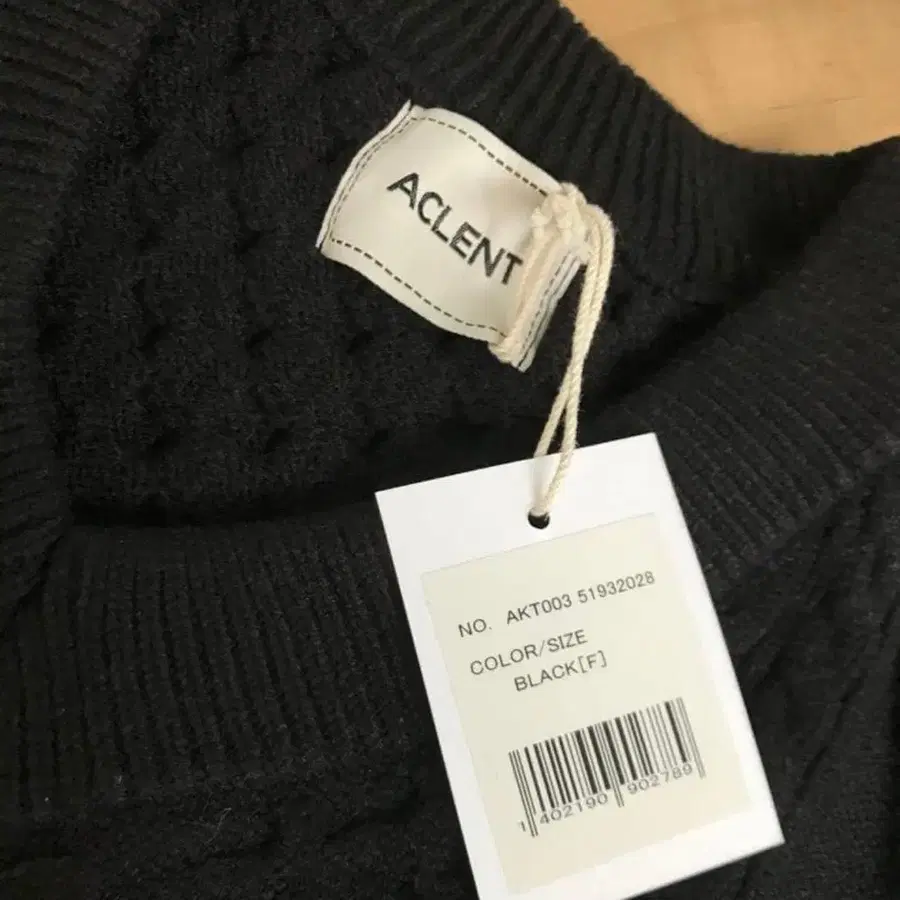 ACLENT
NO. AKT003 51932028
COLOR/SIZE
BLACK[F]
1 402190 902789